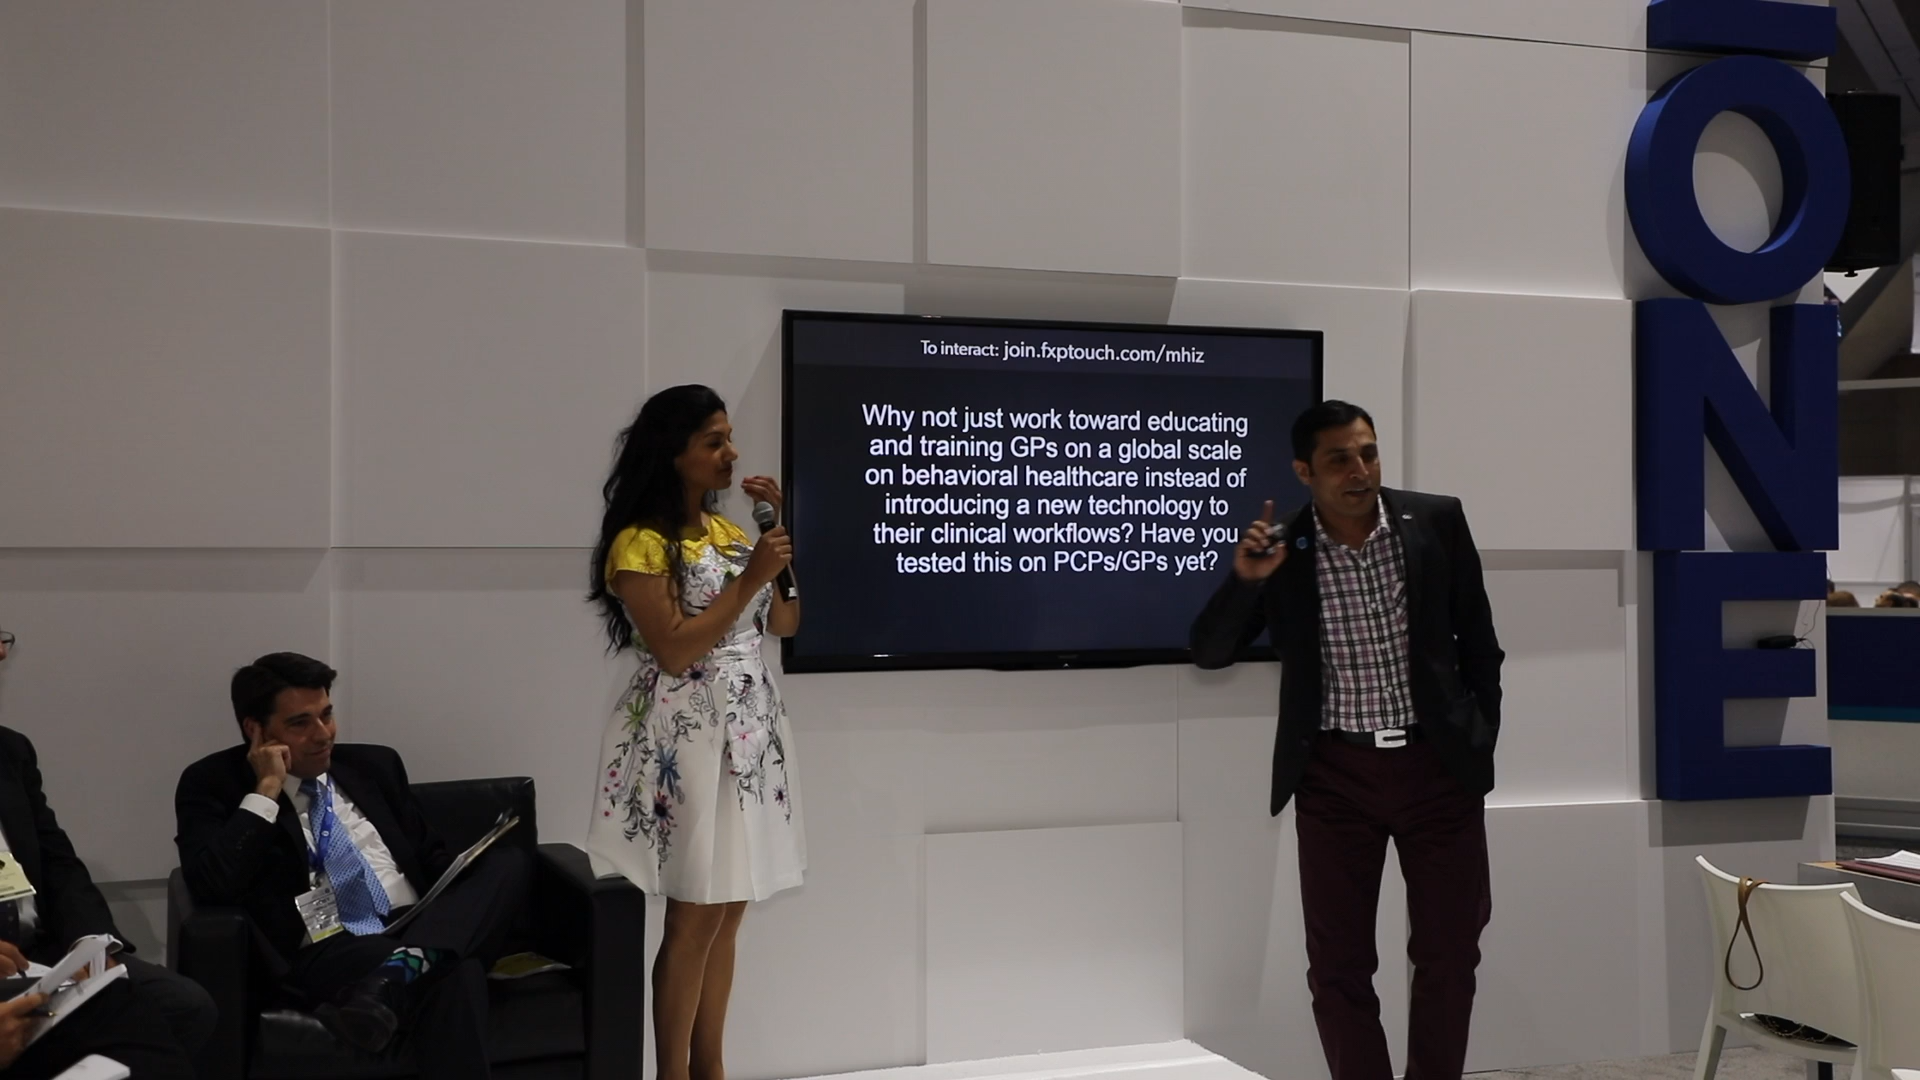 To interact: join.fxptouch.com/mhiz
Why not just work toward educating
and training GPs on a global scale
on behavioral healthcare instead of
introducing a new technology to
their clinical workflows? Have you
tested this on PCPs/GPs yet?
ONE